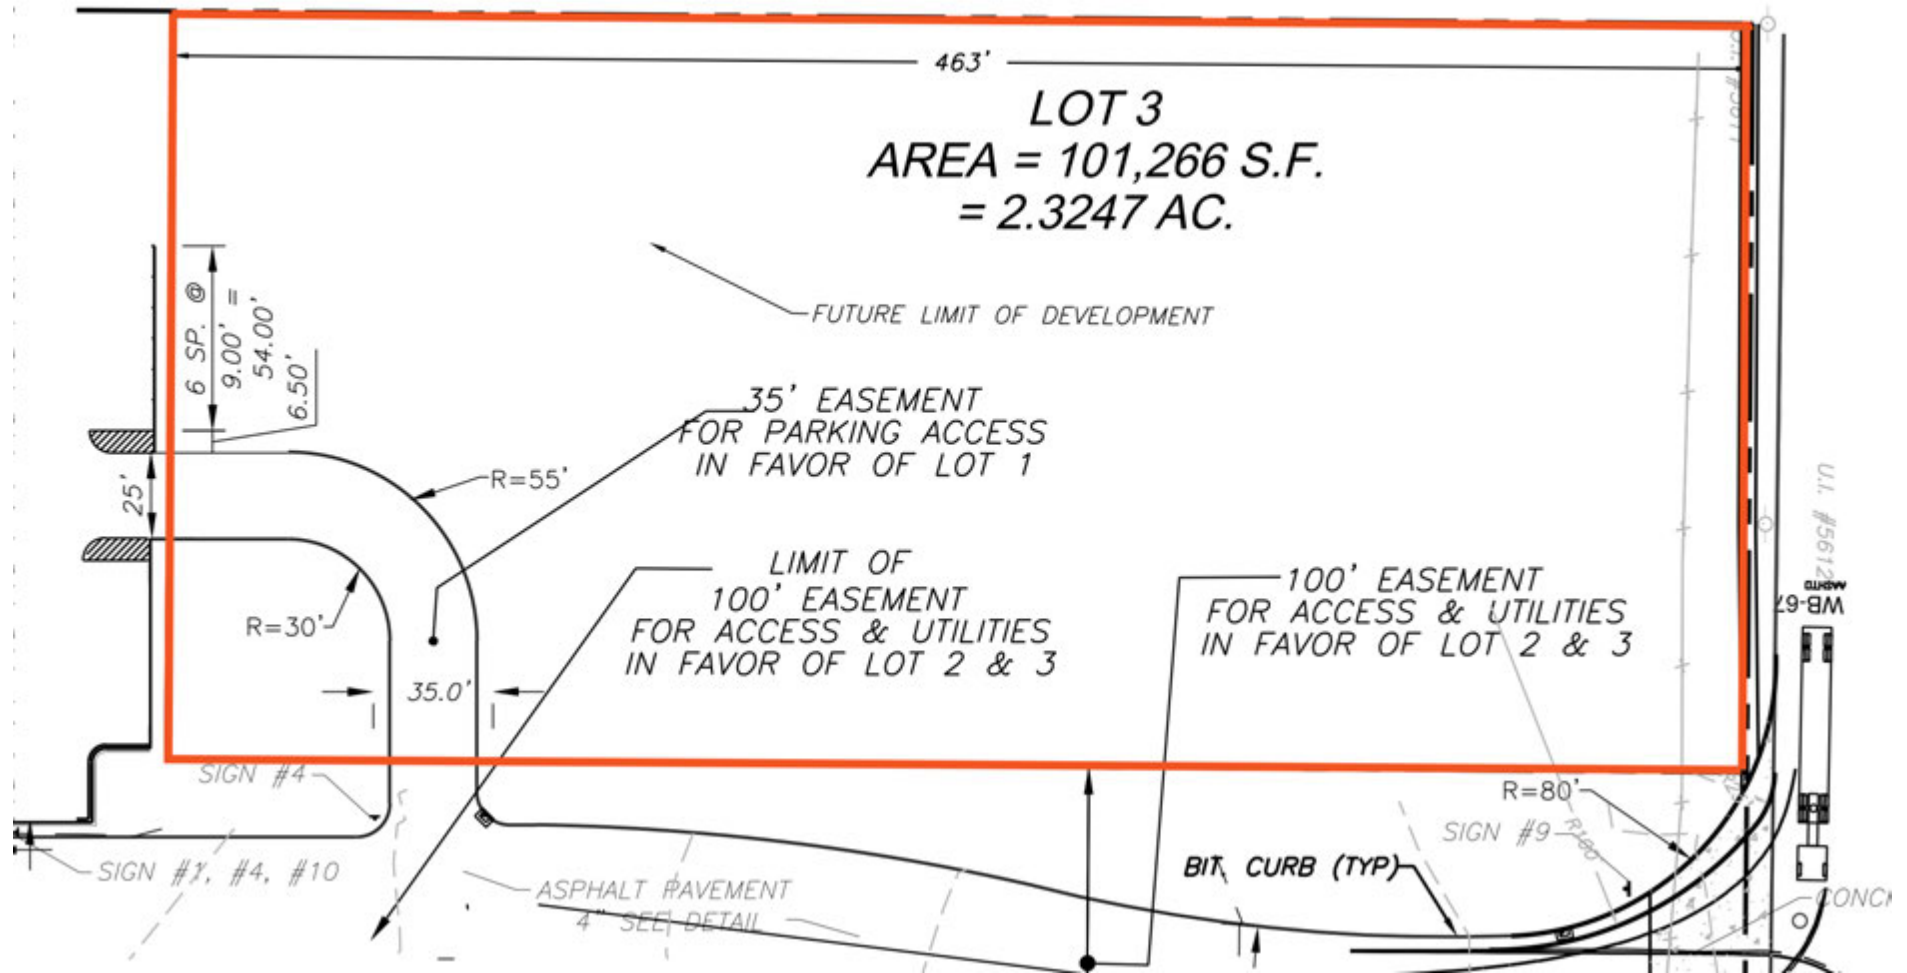 463'
LOT 3
AREA = 101,266 S.F.
= 2.3247 AC.
6 SP. @
9.00' =
54.00'
6.50'
FUTURE LIMIT OF DEVELOPMENT
35' EASEMENT
FOR PARKING ACCESS
IN FAVOR OF LOT 1
R=55'
25'
LIMIT OF
100' EASEMENT
FOR ACCESS & UTILITIES
IN FAVOR OF LOT 2 & 3
100' EASEMENT
FOR ACCESS & UTILITIES
IN FAVOR OF LOT 2 & 3
U.I. #5612
WB-67
R=30'
35.0'
SIGN #4
R=80'
SIGN #9
R100
SIGN #1, #4, #10
BIT. CURB (TYP)
ASPHALT PAVEMENT
4" SEE DETAIL